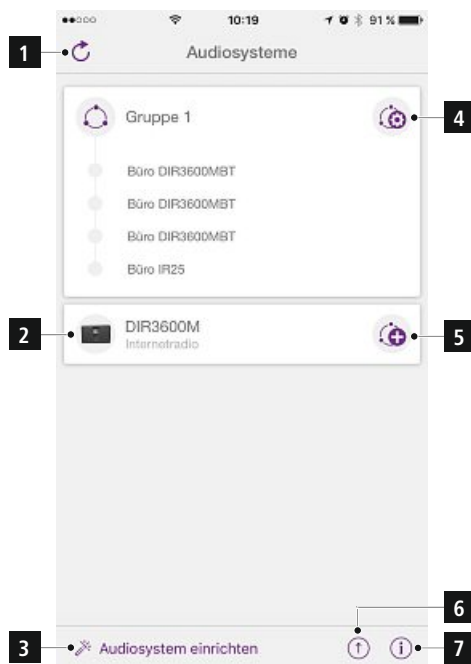 10:19
91 %
1
Audiosysteme
Gruppe 1
4
Büro DIR3600MBT
Büro DIR3600MBT
Büro DIR3600MBT
Büro IR25
2
DIR3600M
Internotradio
5
6
3
Audiosystem einrichten
7